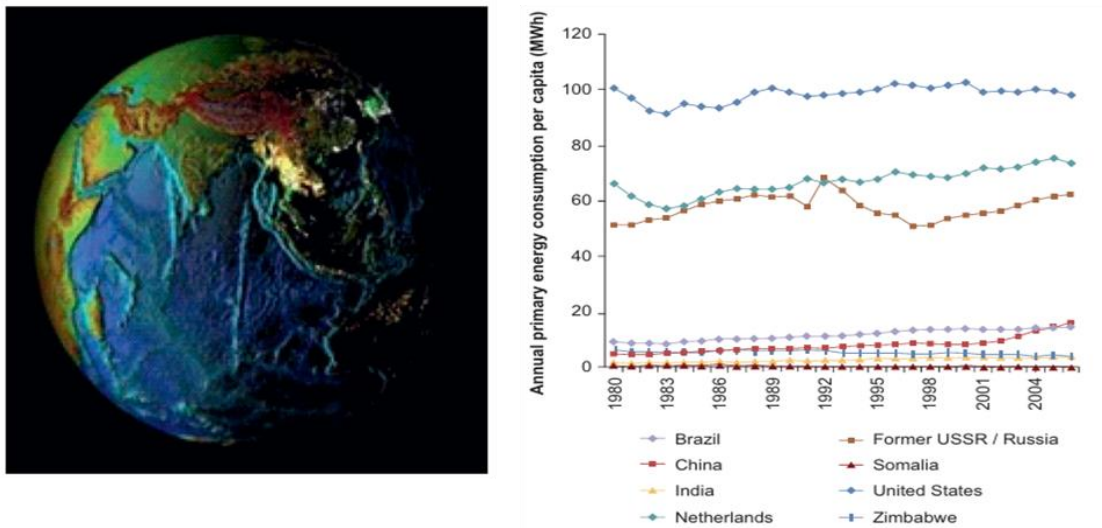 Annual primary energy consumption per capita (MWh)
120
100
80
60
40
20
0
1980
1983
1986
1989
1992
1995
1998
2001
2004
Brazil
China
India
Netherlands
Former USSR / Russia
Somalia
United States
Zimbabwe